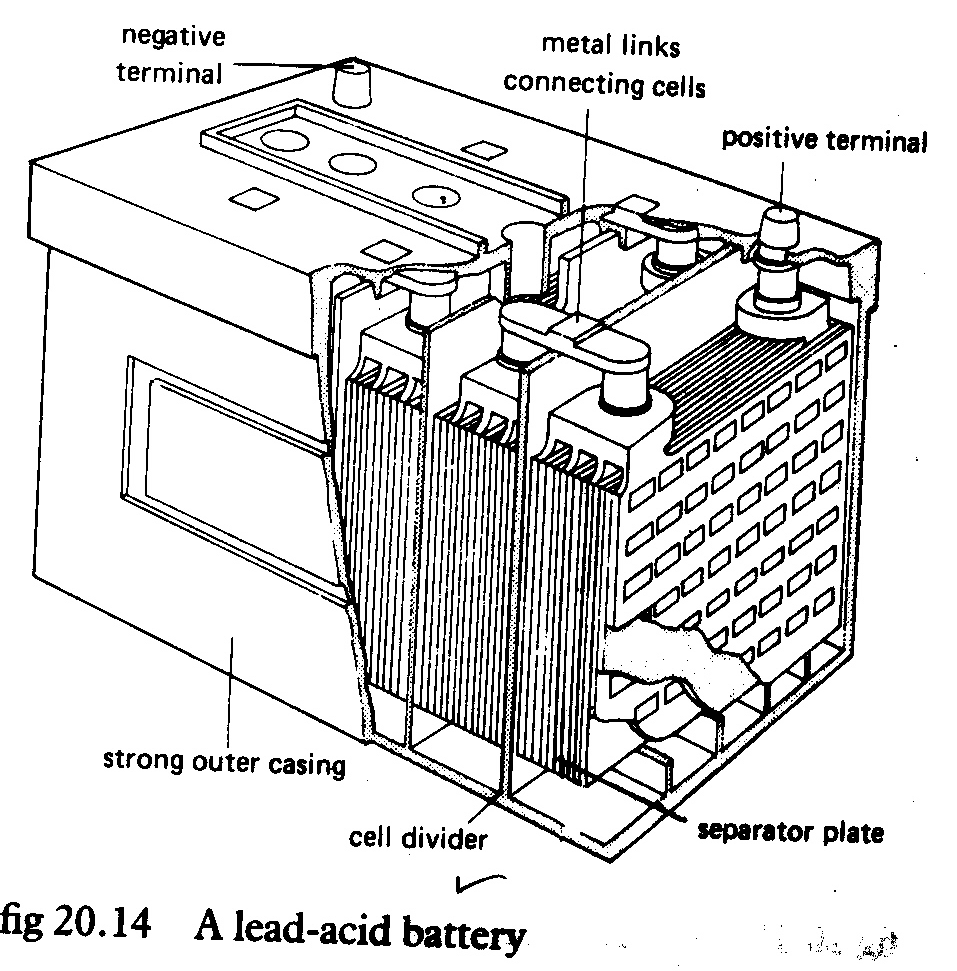 negative
terminal
metal links
connecting cells
positive terminal
strong outer casing
cell divider
separator plate
fig 20.14 A lead-acid battery